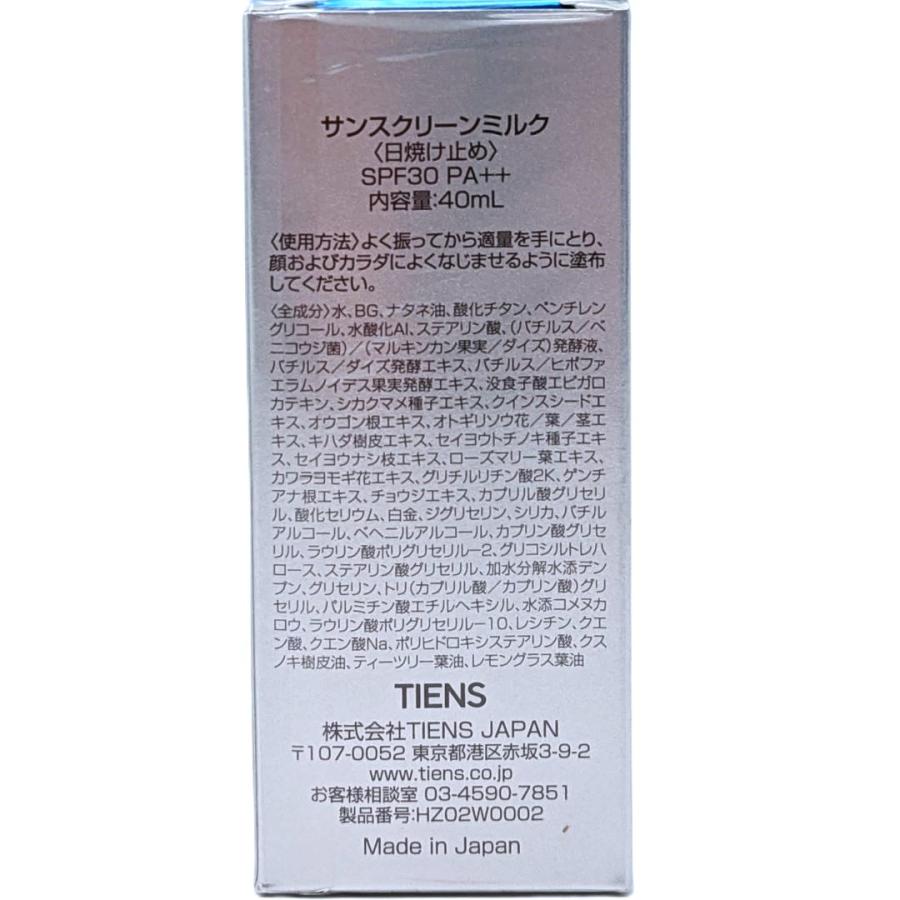 サンスクリーンミルク
〈日焼け止め〉
SPF30 PA++
内容量:40mL
〈使用方法〉よく振ってから適量を手にとり、
顔およびカラダによくなじませるように塗布
してください。
〈全成分〉水、BG、ナタネ油、酸化チタン、ペンチレン
グリコール、水酸化Al、ステアリン酸、(バチルス/ベ
ニコウジ菌)/(マルキンカン果実/ダイズ)発酵液、
バチルス/ダイズ発酵エキス、バチルス/ヒポファ
エラムノイデス果実発酵エキス、没食子酸エピガロ
カテキン、シカクマメ種子エキス、クインスシードエ
キス、オウゴン根エキス、オトギリソウ花/葉/茎エ
キス、キハダ樹皮エキス、セイヨウトチノキ種子エキ
ス、セイヨウナシ枝エキス、ローズマリー葉エキス、
カワラヨモギ花エキス、グリチルリチン酸2K、ゲンチ
アナ根エキス、チョウジエキス、カプリル酸グリセリ
ル、酸化セリウム、白金、ジグリセリン、シリカ、バチル
アルコール、ベヘニルアルコール、カプリン酸グリセ
リル、ラウリン酸ポリグリセリル-2、グリコシルトレハ
ロース、ステアリン酸グリセリル、加水分解水添デン
プン、グリセリン、トリ(カプリル酸/カプリン酸)グリ
セリル、パルミチン酸エチルヘキシル、水添コメヌカ
ロウ、ラウリン酸ポリグリセリル-10、レシチン、クエ
ン酸、クエン酸Na、ポリヒドロキシステアリン酸、クス
ノキ樹皮油、ティーツリー葉油、レモングラス葉油
TIENS
株式会社TIENS JAPAN
〒107-0052 東京都港区赤坂3-9-2
www.tiens.co.jp
お客様相談室 03-4590-7851
製品番号:HZ02W0002
Made in Japan